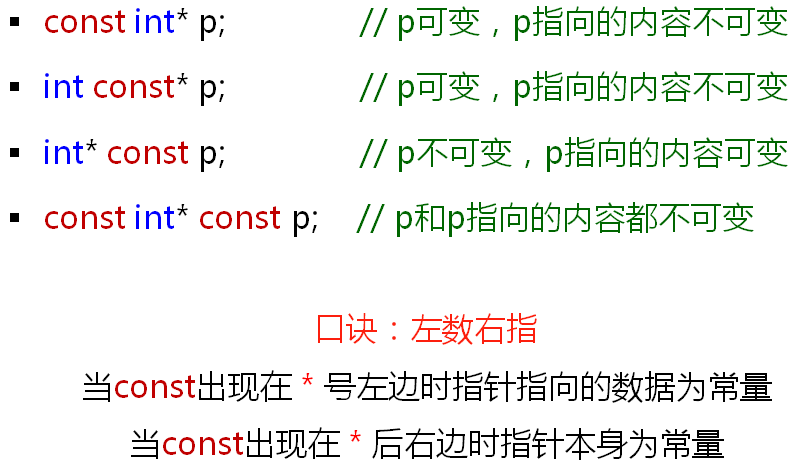 ▪ const int* p; // p可变，p指向的内容不可变
▪ int const* p; // p可变，p指向的内容不可变
▪ int* const p; // p不可变，p指向的内容可变
▪ const int* const p; // p和p指向的内容都不可变
口诀：左数右指
当const出现在 * 号左边时指针指向的数据为常量
当const出现在 * 后右边时指针本身为常量